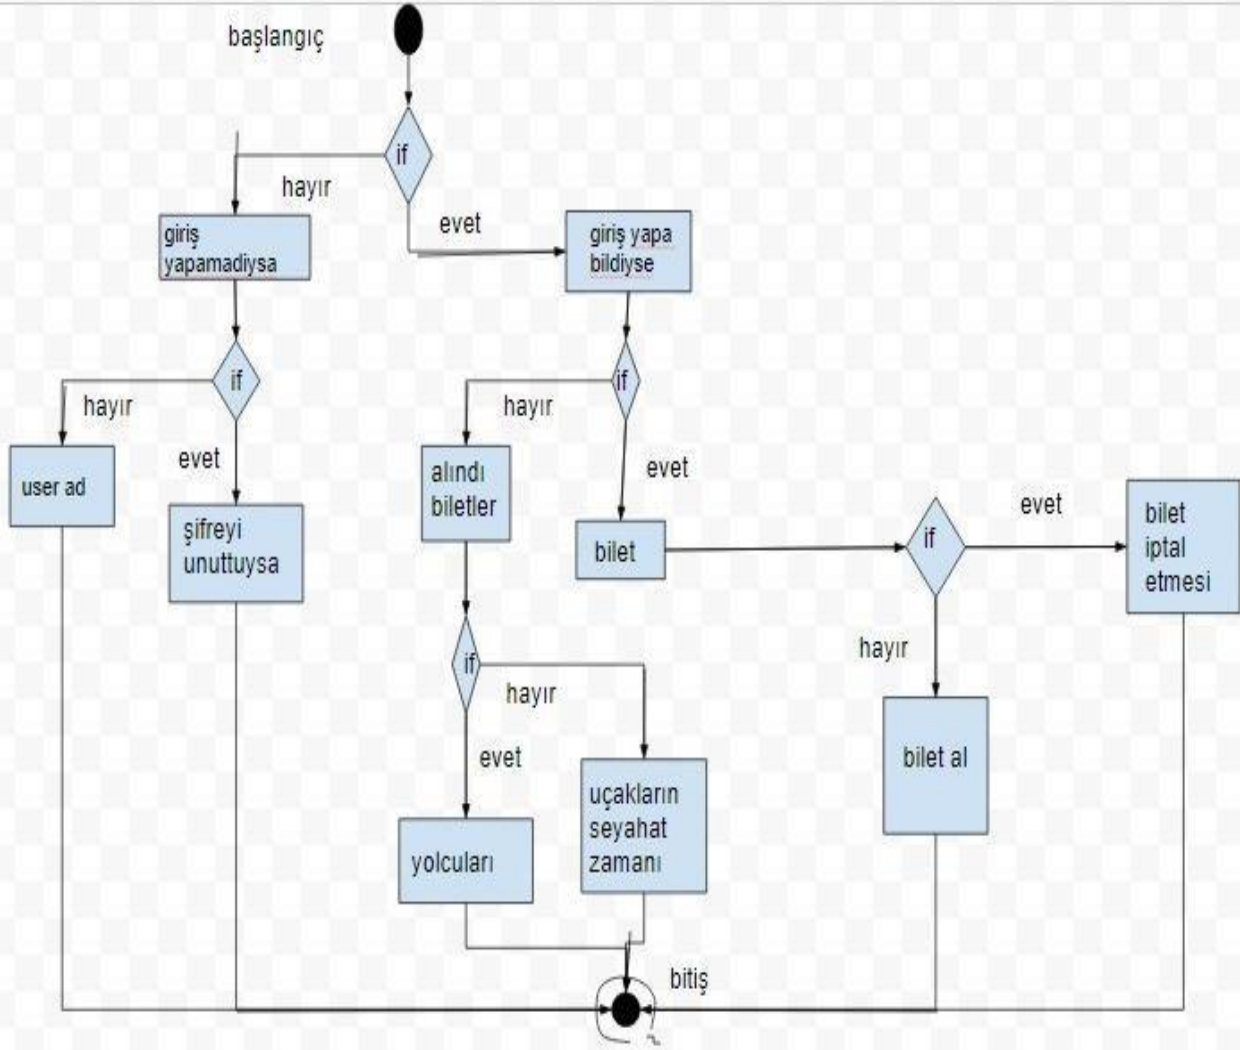 başlangıç
if
hayır
evet
giriş
yapamadiysa
giriş yapa
bildiyse
if
hayır
evet
user ad
şifreyi
unuttuysa
if
hayır
evet
alındı
biletler
bilet
if
evet
bilet
iptal
etmesi
hayır
bilet al
if
hayır
evet
yolcuları
uçakların
seyahat
zamanı
bitiş